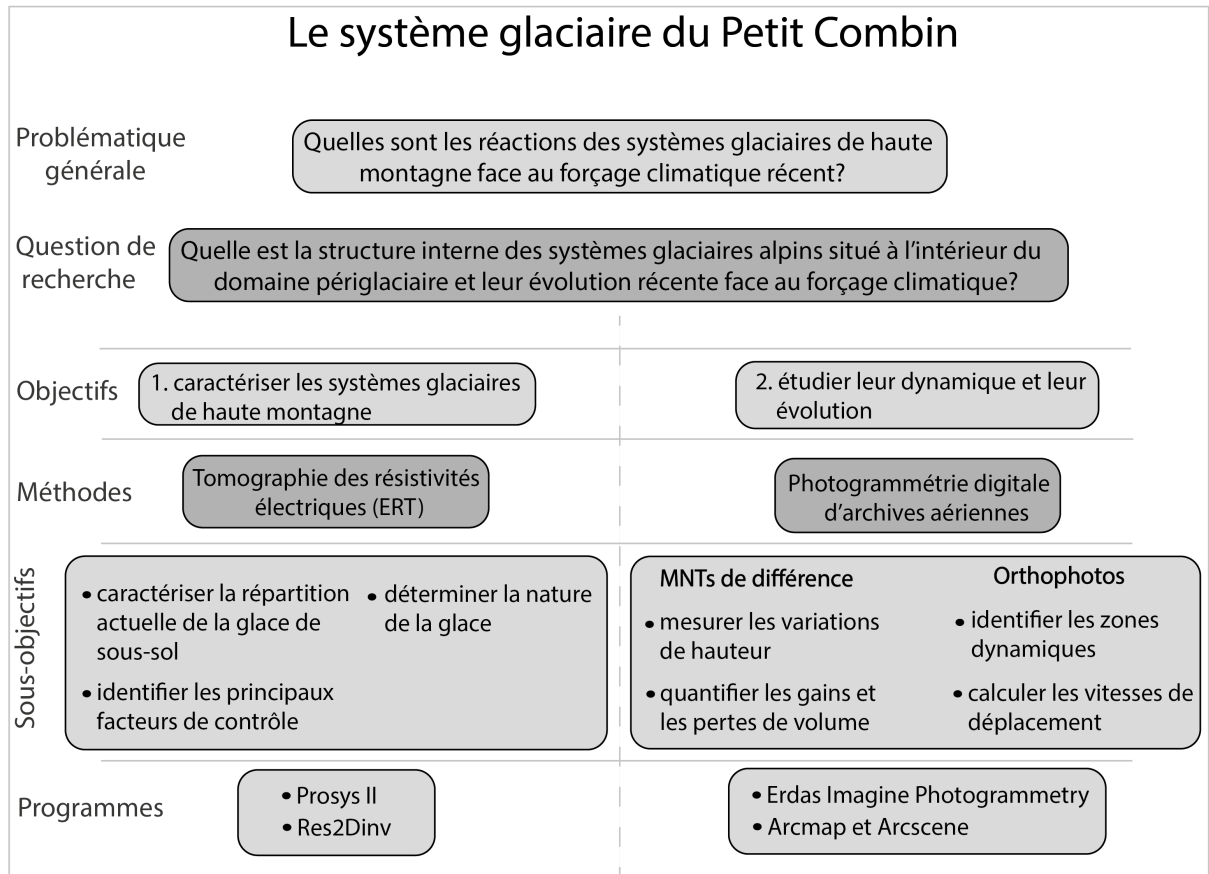 Le système glaciaire du Petit Combin
Problématique
générale
Quelles sont les réactions des systèmes glaciaires de haute
montagne face au forçage climatique récent?
Question de
recherche
Quelle est la structure interne des systèmes glaciaires alpins situé à l'intérieur du
domaine périglaciaire et leur évolution récente face au forçage climatique?
Objectifs
1. caractériser les systèmes glaciaires
de haute montagne
2. étudier leur dynamique et leur
évolution
Méthodes
Tomographie des résistivités
électriques (ERT)
Photogrammétrie digitale
d'archives aériennes
Sous-objectifs
• caractériser la répartition
actuelle de la glace de
sous-sol
• identifier les principaux
facteurs de contrôle
• déterminer la nature
de la glace
MNTs de différence
• mesurer les variations
de hauteur
• quantifier les gains et
les pertes de volume
Orthophotos
• identifier les zones
dynamiques
• calculer les vitesses de
déplacement
Programmes
• Prosys II
• Res2Dinv
• Erdas Imagine Photogrammetry
• Arcmap et Arcscene